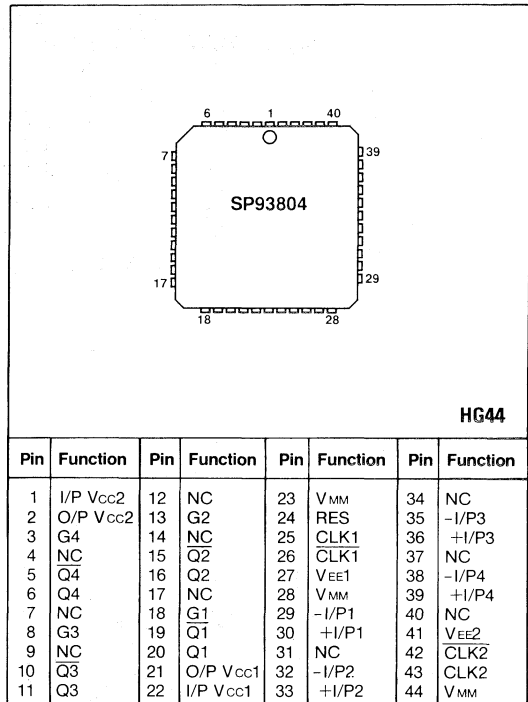 6 1 40
7 39
SP93804
17 29
18 28
HG44
Pin Function Pin Function Pin Function Pin Function
1 I/P Vcc2 12 NC 23 VMM 34 NC
2 O/P Vcc2 13 G2 24 RES 35 -I/P3
3 G4 14 NC 25 CLK1 36 +I/P3
4 NC 15 Q2 26 CLK1 37 NC
5 Q4 16 Q2 27 VEE1 38 -I/P4
6 Q4 17 NC 28 VMM 39 +I/P4
7 NC 18 G1 29 -I/P1 40 NC
8 G3 19 Q1 30 +I/P1 41 VEE2
9 NC 20 Q1 31 NC 42 CLK2
10 Q3 21 O/P Vcc1 32 -I/P2 43 CLK2
11 Q3 22 I/P Vcc1 33 +I/P2 44 VMM